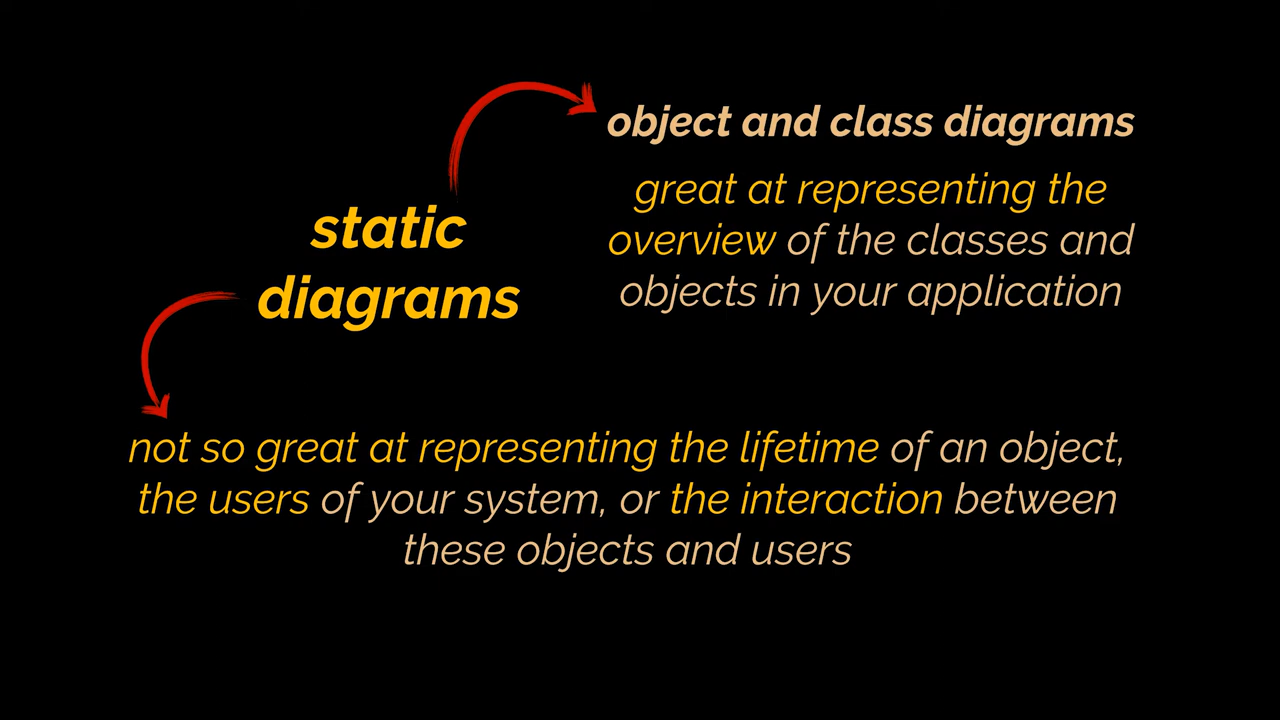 object and class diagrams
great at representing the
overview of the classes and
objects in your application
static
diagrams
not so great at representing the lifetime of an object,
the users of your system, or the interaction between
these objects and users